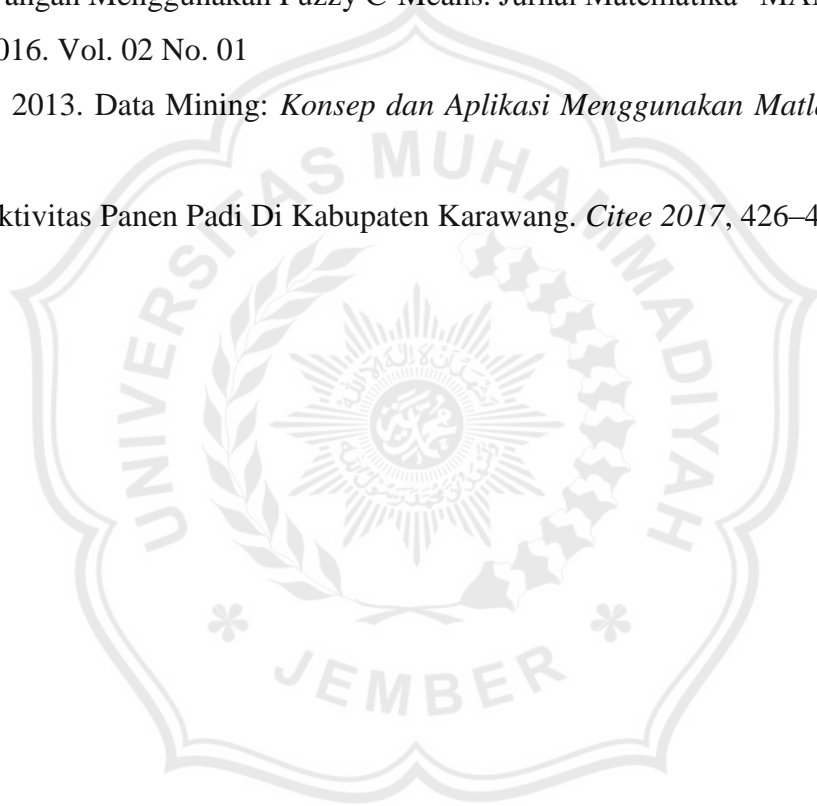 angan Menggunakan Fuzzy C-Means. Jurnal Matematika "MA
016. Vol. 02 No. 01
2013. Data Mining: Konsep dan Aplikasi Menggunakan Matl
ktivitas Panen Padi Di Kabupaten Karawang. Citee 2017, 426–4
UNIVERSITAS MUHAMMADIYAH
JEMBER